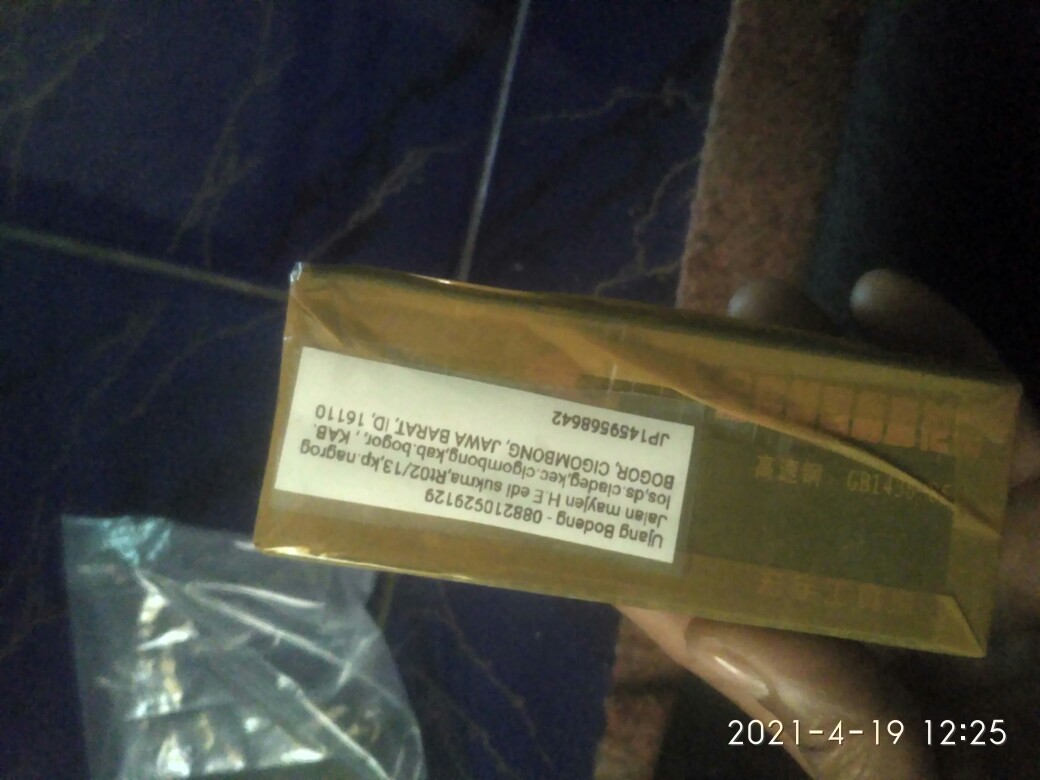 Ujang Bodeng - 088210529129
Jalan mayjen H.E edi sukma,Rt02/13,kp.nagrog
los,ds.ciadeg,kec.cigombong,kab.bogor, , KAB.
BOGOR, CIGOMBONG, JAWA BARAT, ID, 16110
JP1459568642
2021-4-19 12:25